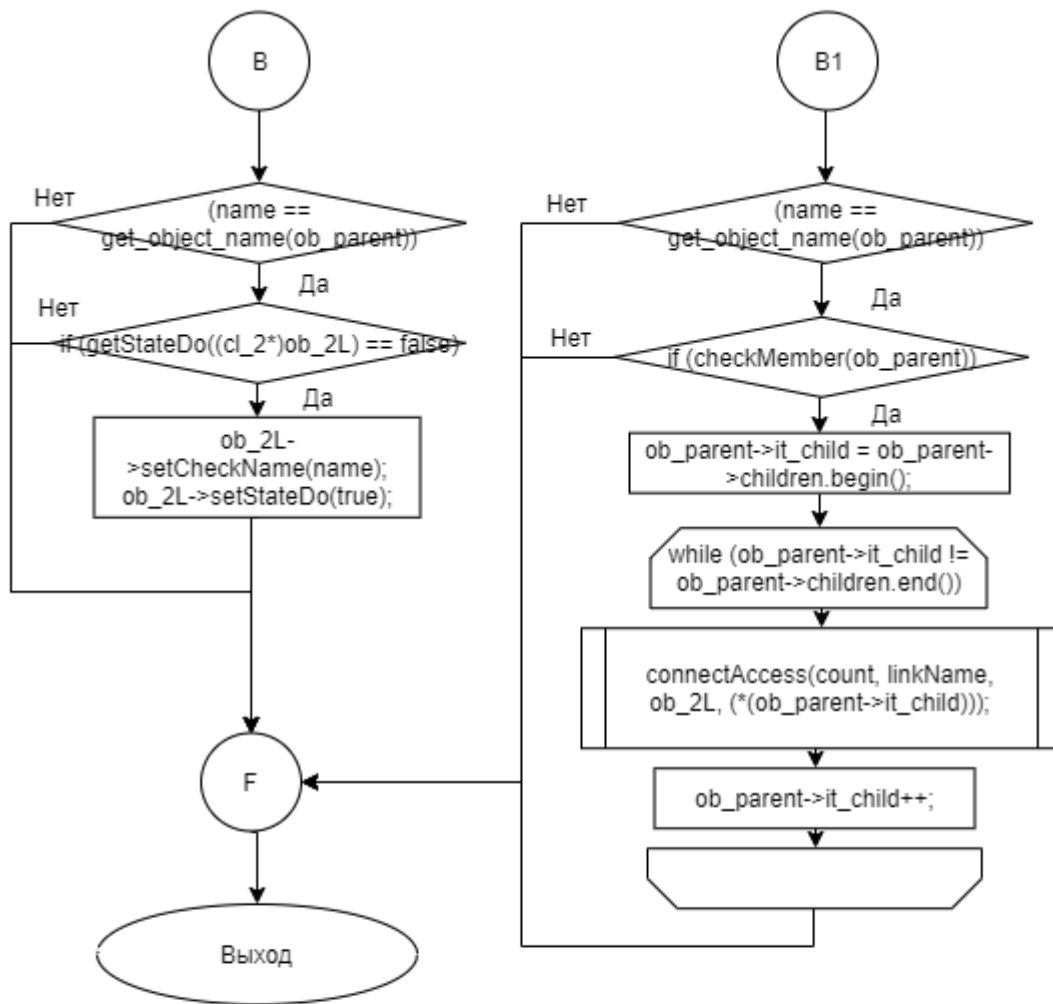 B
Нет
(name ==
get_object_name(ob_parent))
Да
Нет
if (getStateDo((cl_2*)ob_2L) == false)
Да
ob_2L-
>setCheckName(name);
ob_2L->setStateDo(true);
F
Выход
B1
Нет
(name ==
get_object_name(ob_parent))
Да
Нет
if (checkMember(ob_parent))
Да
ob_parent->it_child = ob_parent-
>children.begin();
while (ob_parent->it_child !=
ob_parent->children.end())
connectAccess(count, linkName,
ob_2L, (*(ob_parent->it_child)));
ob_parent->it_child++;